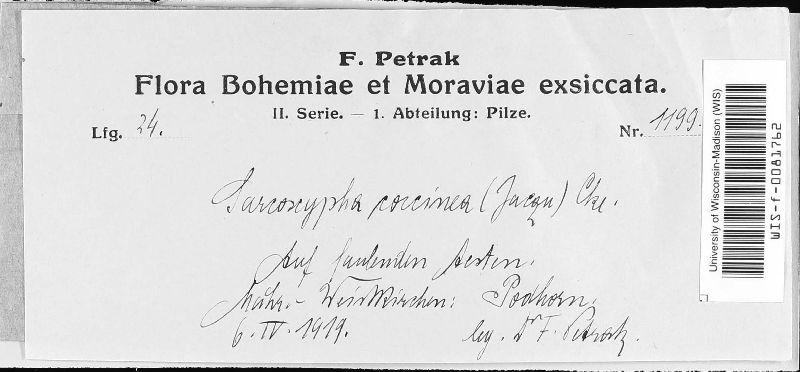 F. Petrak
Flora Bohemiae et Moraviae exsiccata.
II. Serie. — 1. Abteilung: Pilze.
Lfg. 24.
Nr. 1199.
Sarcoscypha coccinea (Jacqu) Cke.
Auf faulenden Aesten.
Mähr.-Weisskirchen: Podhorn.
6. IV. 1919.
leg. Dr F. Petrak.
University of Wisconsin-Madison (WIS)
WIS-f-0081762